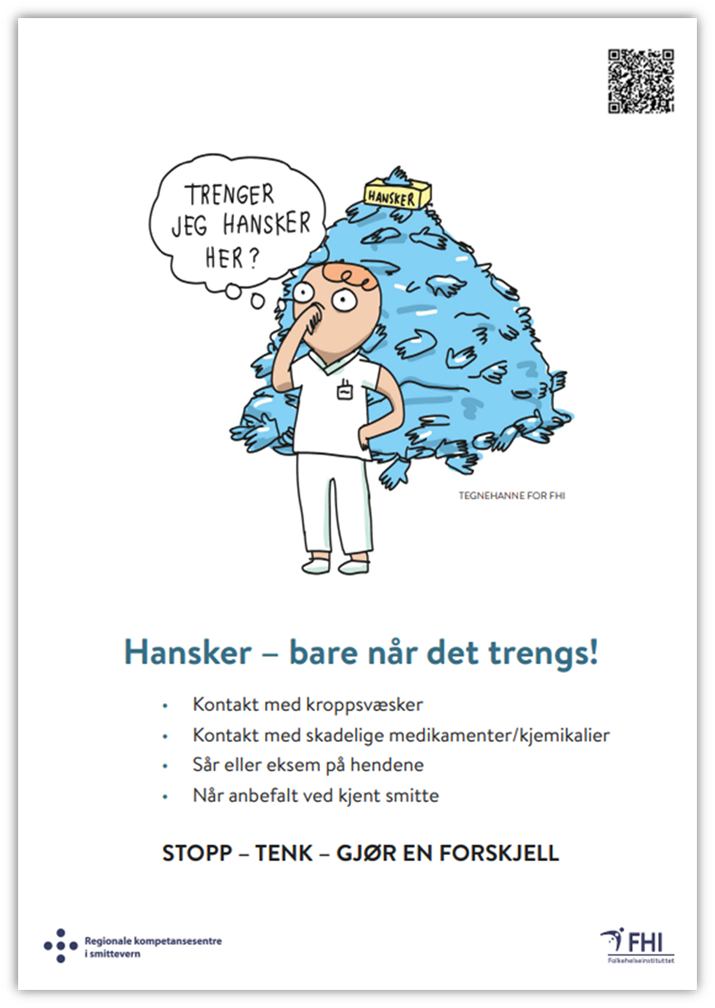 TRENGER
JEG HANSKER
HER?
HANSKER
TEGNEHANNE FOR FHI
Hansker – bare når det trengs!
• Kontakt med kroppsvæsker
• Kontakt med skadelige medikamenter/kjemikalier
• Sår eller eksem på hendene
• Når anbefalt ved kjent smitte
STOPP – TENK – GJØR EN FORSKJELL
Regionale kompetansesentre
i smittevern
FHI
Folkehelseinstituttet